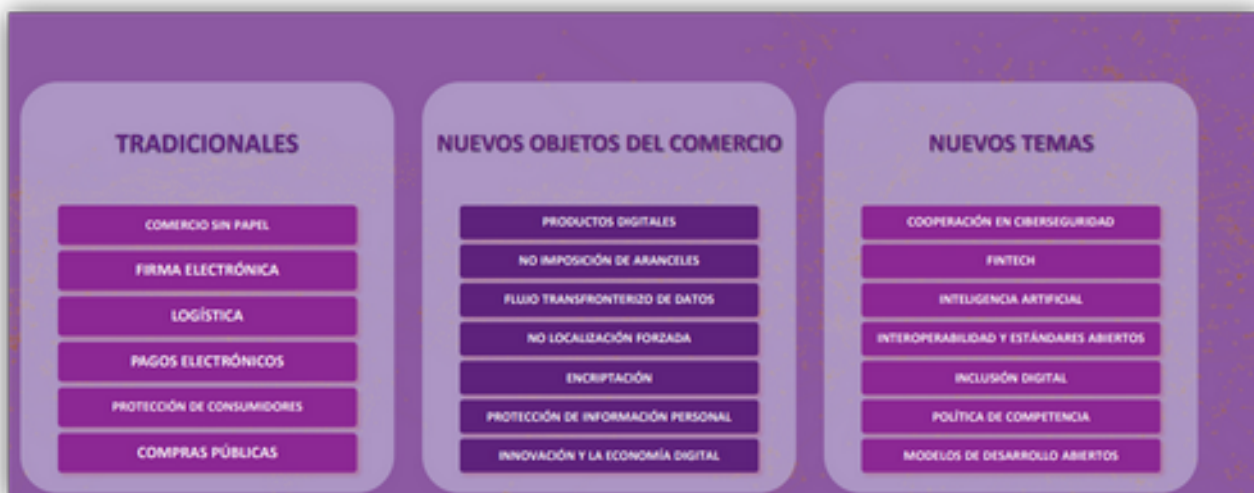 TRADICIONALES
COMERCIO SIN PAPEL
FIRMA ELECTRÓNICA
LOGÍSTICA
PAGOS ELECTRÓNICOS
PROTECCIÓN DE CONSUMIDORES
COMPRAS PÚBLICAS
NUEVOS OBJETOS DEL COMERCIO
PRODUCTOS DIGITALES
NO IMPOSICIÓN DE ARANCELES
FLUJO TRANSFRONTERIZO DE DATOS
NO LOCALIZACIÓN FORZADA
ENCRIPTACIÓN
PROTECCIÓN DE INFORMACIÓN PERSONAL
INNOVACIÓN Y LA ECONOMÍA DIGITAL
NUEVOS TEMAS
COOPERACIÓN EN CIBERSEGURIDAD
FINTECH
INTELIGENCIA ARTIFICIAL
INTEROPERABILIDAD Y ESTÁNDARES ABIERTOS
INCLUSIÓN DIGITAL
POLÍTICA DE COMPETENCIA
MODELOS DE DESARROLLO ABIERTOS